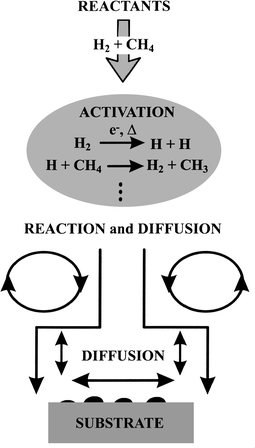 REACTANTS
H₂ + CH₄
ACTIVATION
e⁻, Δ
H₂ ⟶ H + H
H + CH₄ ⟶ H₂ + CH₃
⋮
REACTION and DIFFUSION
DIFFUSION
SUBSTRATE